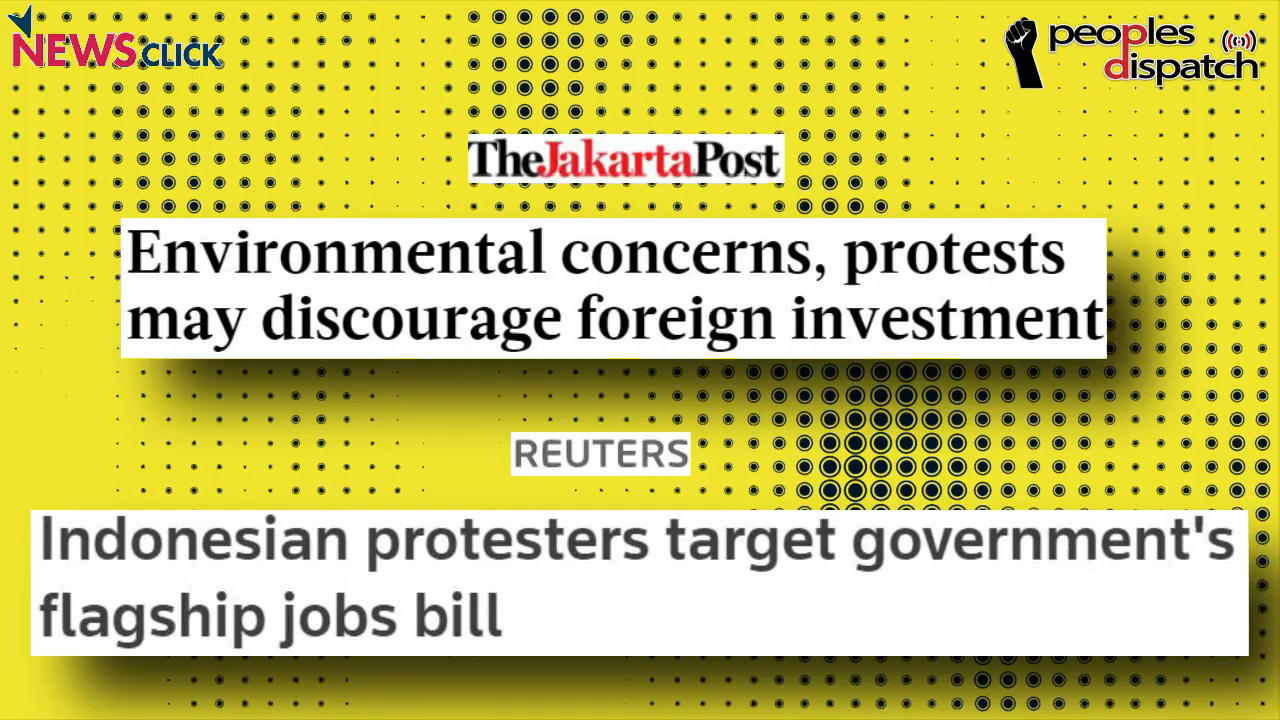 NEWSCLICK
peoples
dispatch
TheJakartaPost
Environmental concerns, protests
may discourage foreign investment
REUTERS
Indonesian protesters target government's
flagship jobs bill